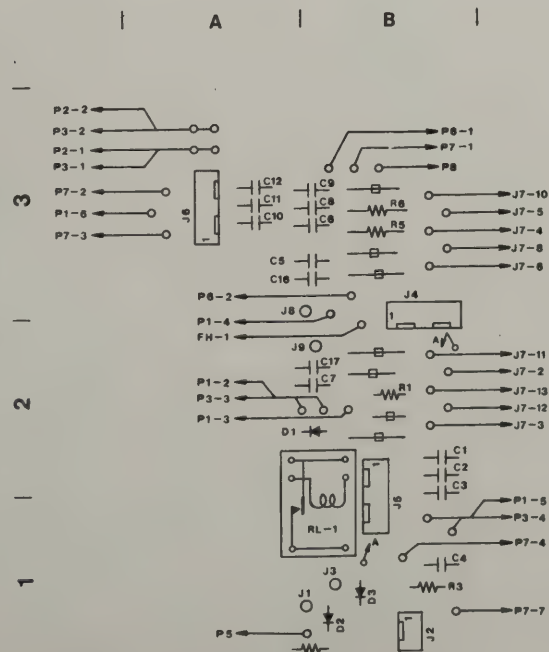 A B
P2-2
P3-2 P6-1
P2-1 P7-1
P3-1 P8
3
P7-2 C12 C9 J7-10
P1-6 J6 C11 C8 R6 J7-5
P7-3 1 C10 C6 R5 J7-4
J7-8
C5 J7-6
C16
P6-2 J4
P1-4 J8 1
FH-1 A
J9 J7-11
C17 J7-2
P1-2 C7 R1 J7-13
2
P3-3 J7-12
P1-3 J7-3
D1
C1
1 C2
C3
P1-5
RL-1 J5 P3-4
A P7-4
C4
1
J3 R3
J1 D3
D2 1 J2 P7-7
P5